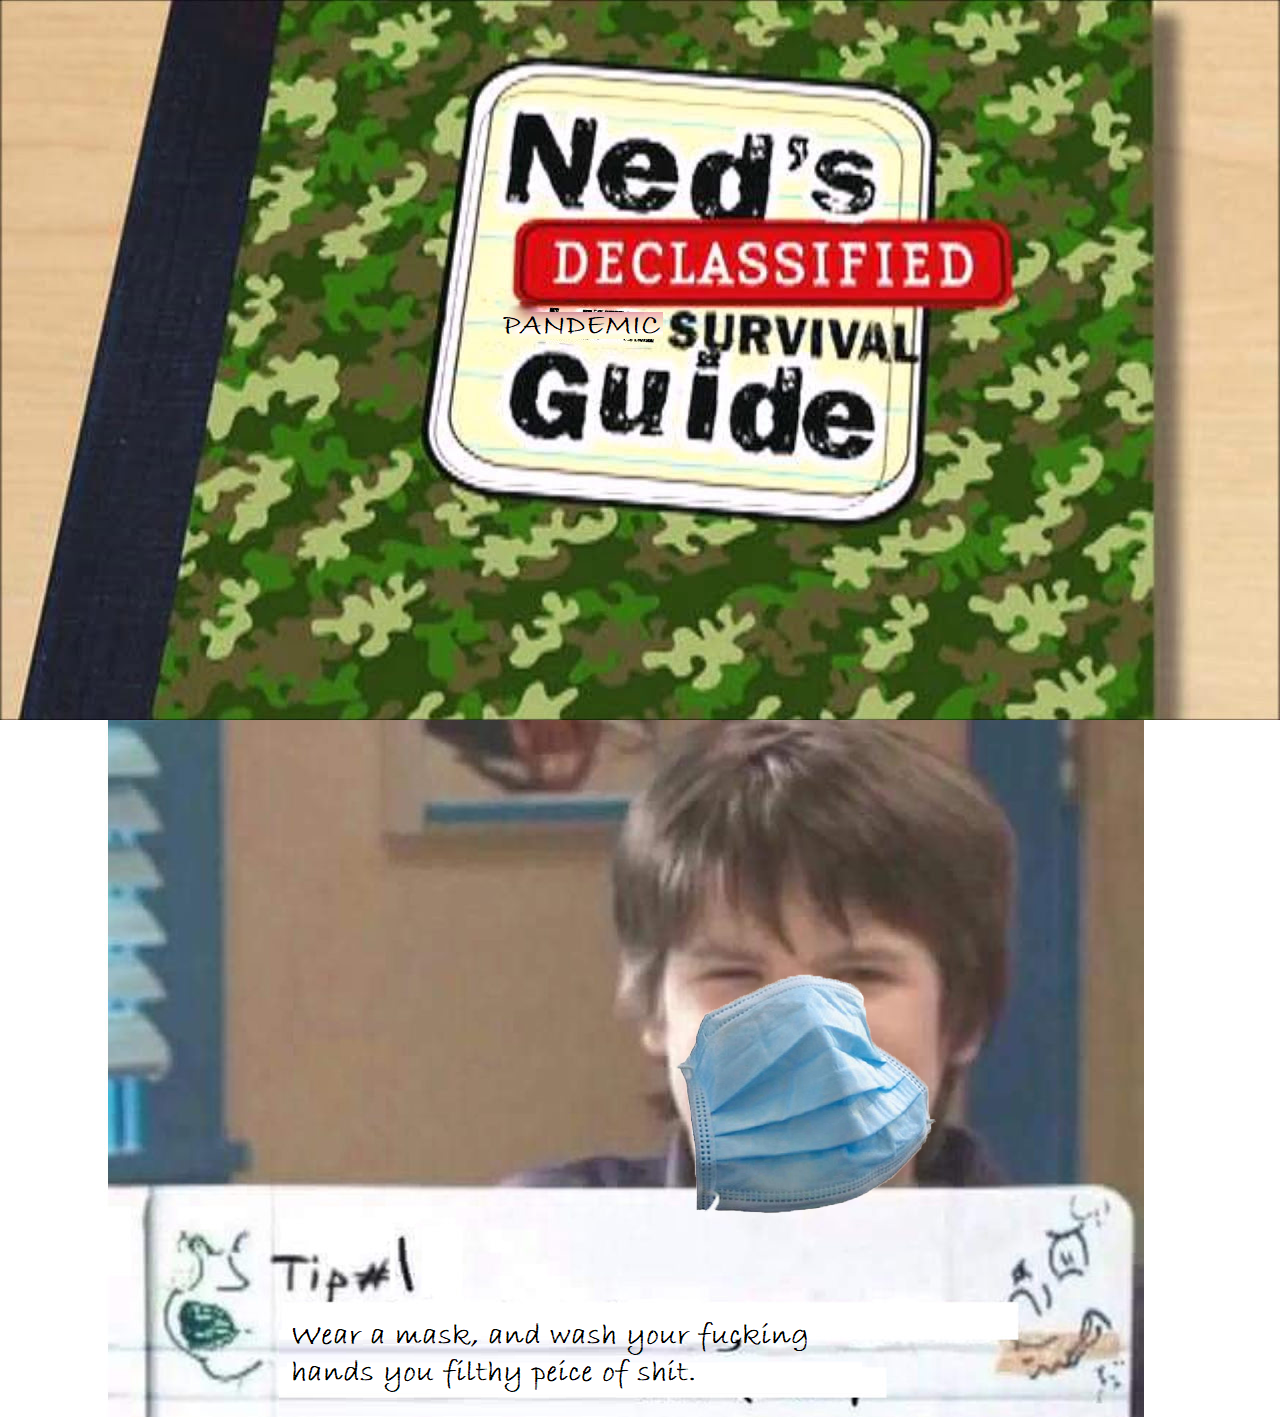 Ned's
DECLASSIFIED
PANDEMIC SURVIVAL
Guide
Tip#1
Wear a mask, and wash your fucking
hands you filthy peice of shit.